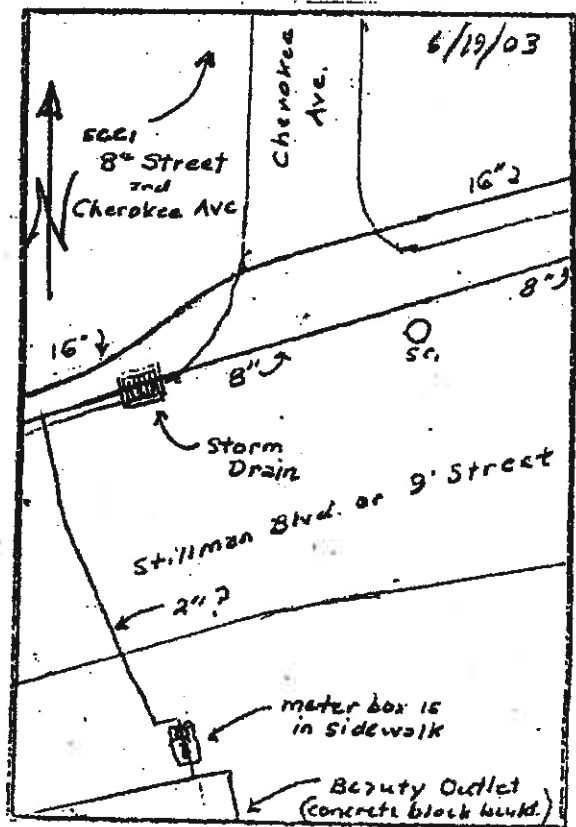 6/19/03
Cherokee
Ave.
see,
8th Street
and
Cherokee Ave
N
16"
16"
8"
8"
sc.
Storm
Drain
Stillman Blvd. or 9' Street
2".?
meter box is
in sidewalk
Beauty Outlet
(concrete block build.)